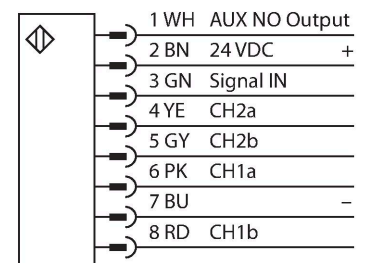 1 WH AUX NO Output
2 BN 24 VDC +
3 GN Signal IN
4 YE CH2a
5 GY CH2b
6 PK CH1a
7 BU −
8 RD CH1b